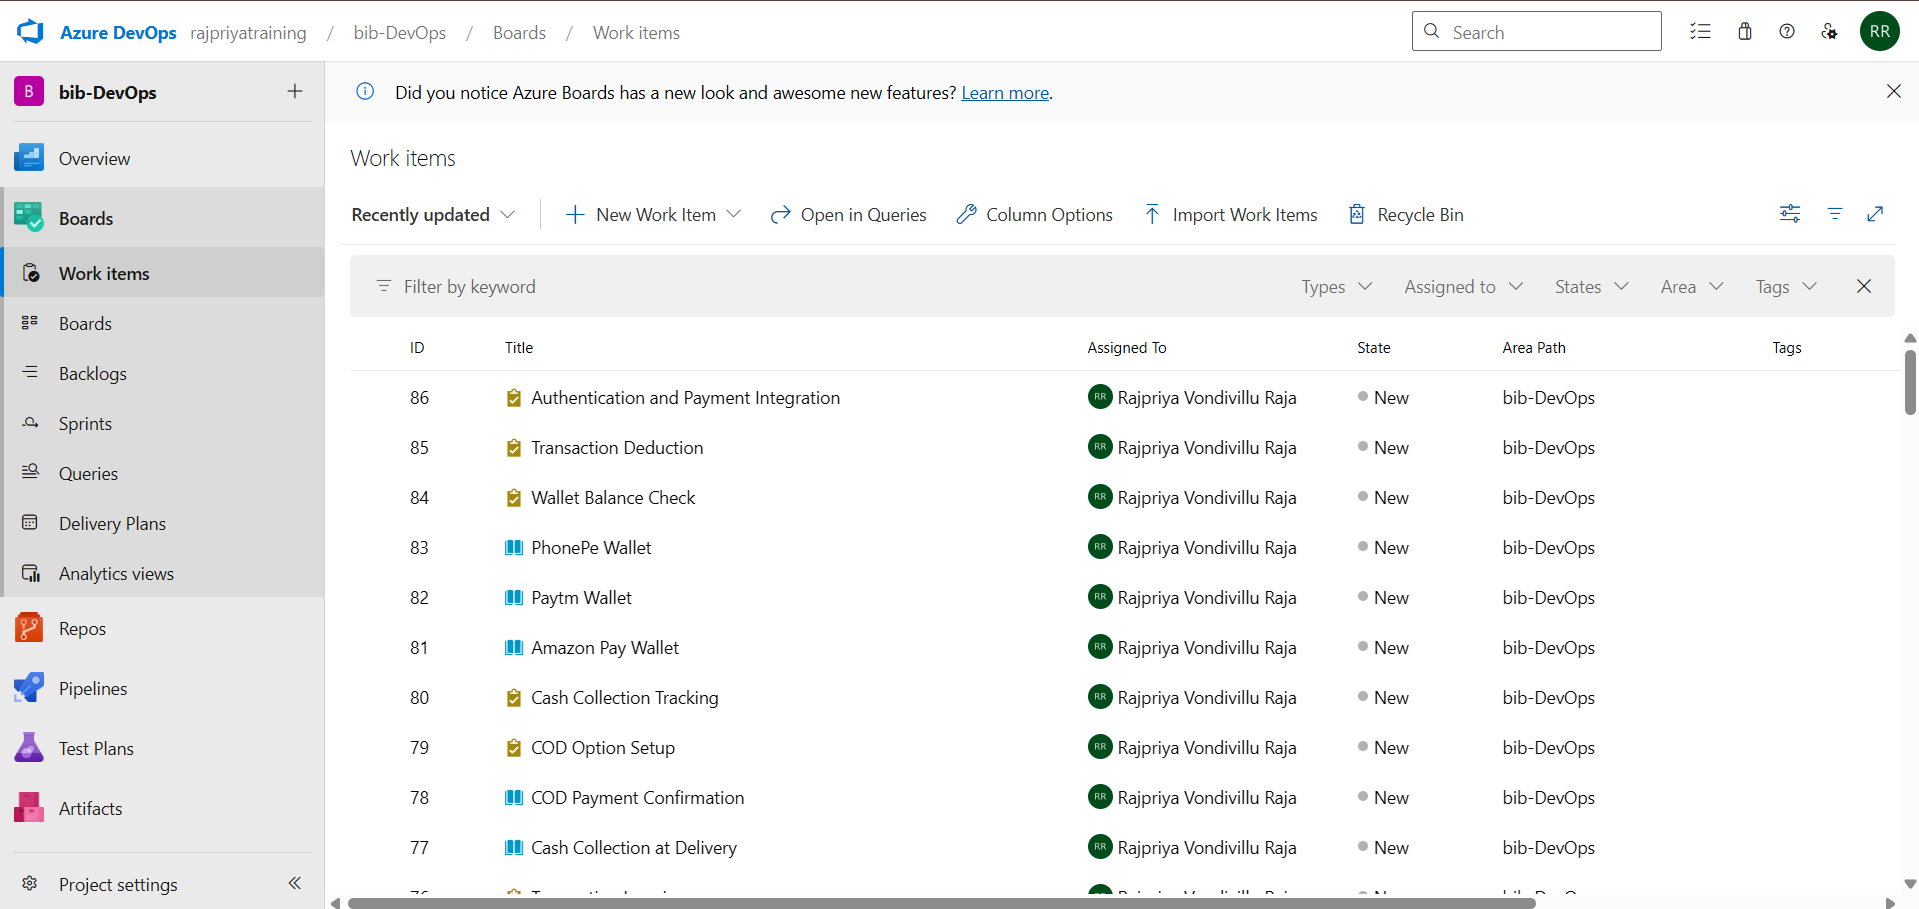 Azure DevOps rajpriyatraining / bib-DevOps / Boards / Work items Search RR
B bib-DevOps
Did you notice Azure Boards has a new look and awesome new features? Learn more.
Overview
Boards
Work items
Boards
Backlogs
Sprints
Queries
Delivery Plans
Analytics views
Repos
Pipelines
Test Plans
Artifacts
Project settings
Work items
Recently updated New Work Item Open in Queries Column Options Import Work Items Recycle Bin
Filter by keyword Types Assigned to States Area Tags
ID Title Assigned To State Area Path Tags
86 Authentication and Payment Integration RR Rajpriya Vondivillu Raja New bib-DevOps
85 Transaction Deduction RR Rajpriya Vondivillu Raja New bib-DevOps
84 Wallet Balance Check RR Rajpriya Vondivillu Raja New bib-DevOps
83 PhonePe Wallet RR Rajpriya Vondivillu Raja New bib-DevOps
82 Paytm Wallet RR Rajpriya Vondivillu Raja New bib-DevOps
81 Amazon Pay Wallet RR Rajpriya Vondivillu Raja New bib-DevOps
80 Cash Collection Tracking RR Rajpriya Vondivillu Raja New bib-DevOps
79 COD Option Setup RR Rajpriya Vondivillu Raja New bib-DevOps
78 COD Payment Confirmation RR Rajpriya Vondivillu Raja New bib-DevOps
77 Cash Collection at Delivery RR Rajpriya Vondivillu Raja New bib-DevOps